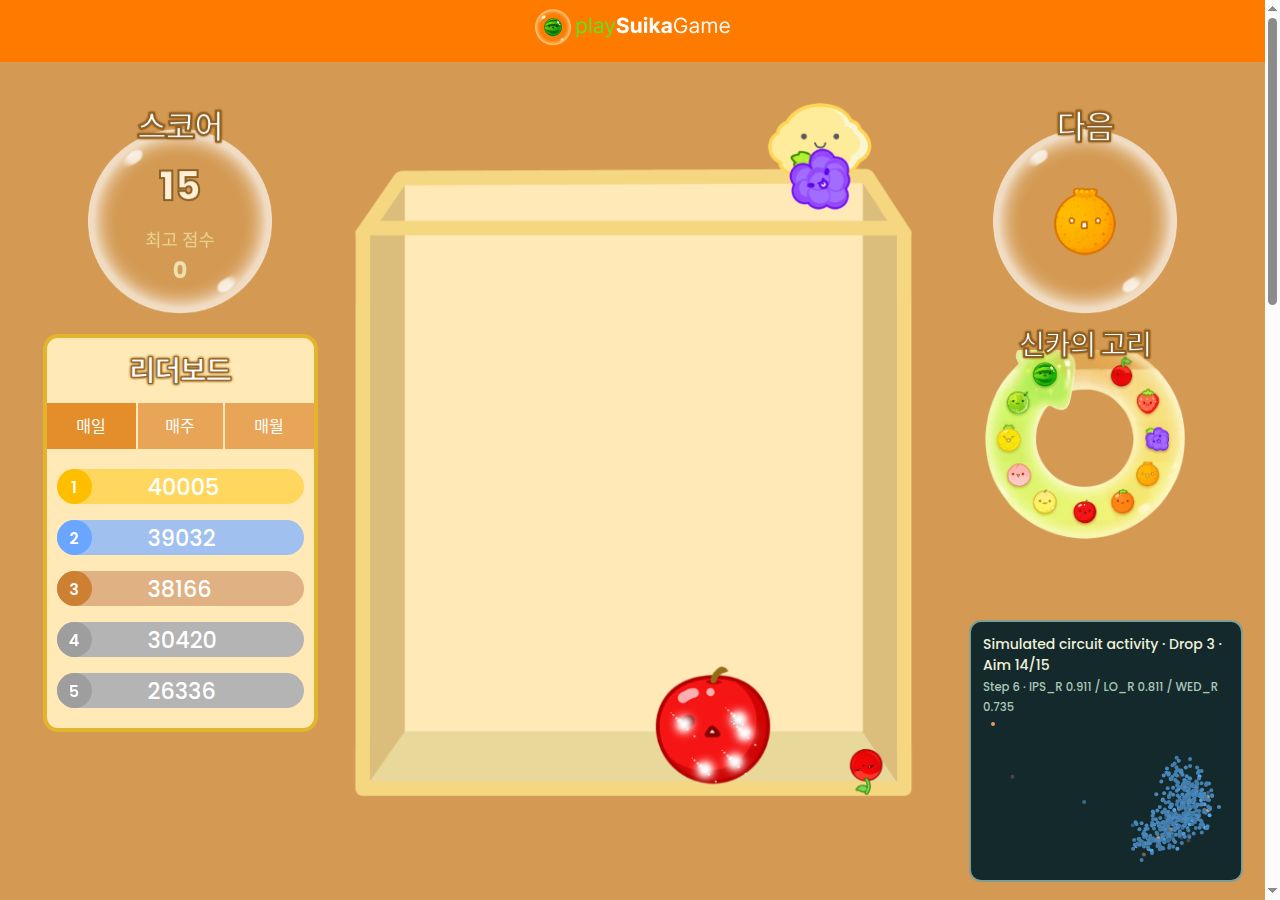 playSuikaGame
스코어
15
최고 점수
0
다음
신카의 고리
리더보드
매일 매주 매월
1 40005
2 39032
3 38166
4 30420
5 26336
Simulated circuit activity · Drop 3 ·
Aim 14/15
Step 6 · IPS_R 0.911 / LO_R 0.811 / WED_R
0.735